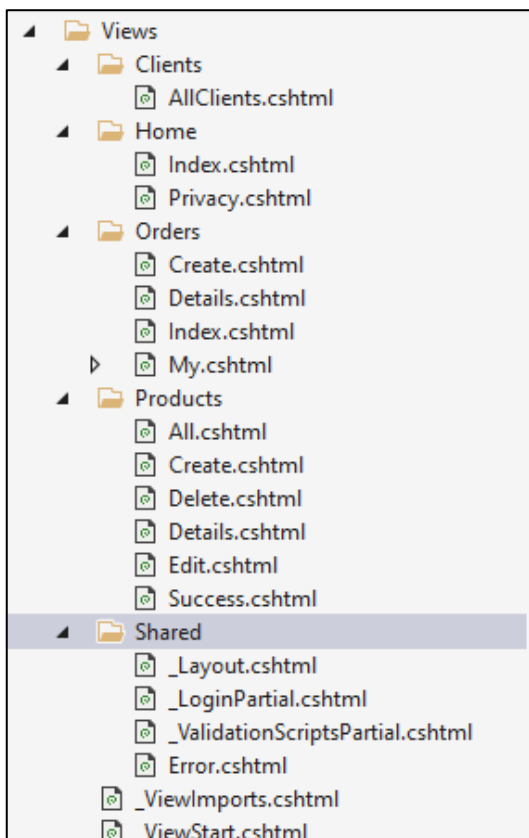 Views
Clients
AllClients.cshtml
Home
Index.cshtml
Privacy.cshtml
Orders
Create.cshtml
Details.cshtml
Index.cshtml
My.cshtml
Products
All.cshtml
Create.cshtml
Delete.cshtml
Details.cshtml
Edit.cshtml
Success.cshtml
Shared
_Layout.cshtml
_LoginPartial.cshtml
_ValidationScriptsPartial.cshtml
Error.cshtml
_ViewImports.cshtml
_ViewStart.cshtml